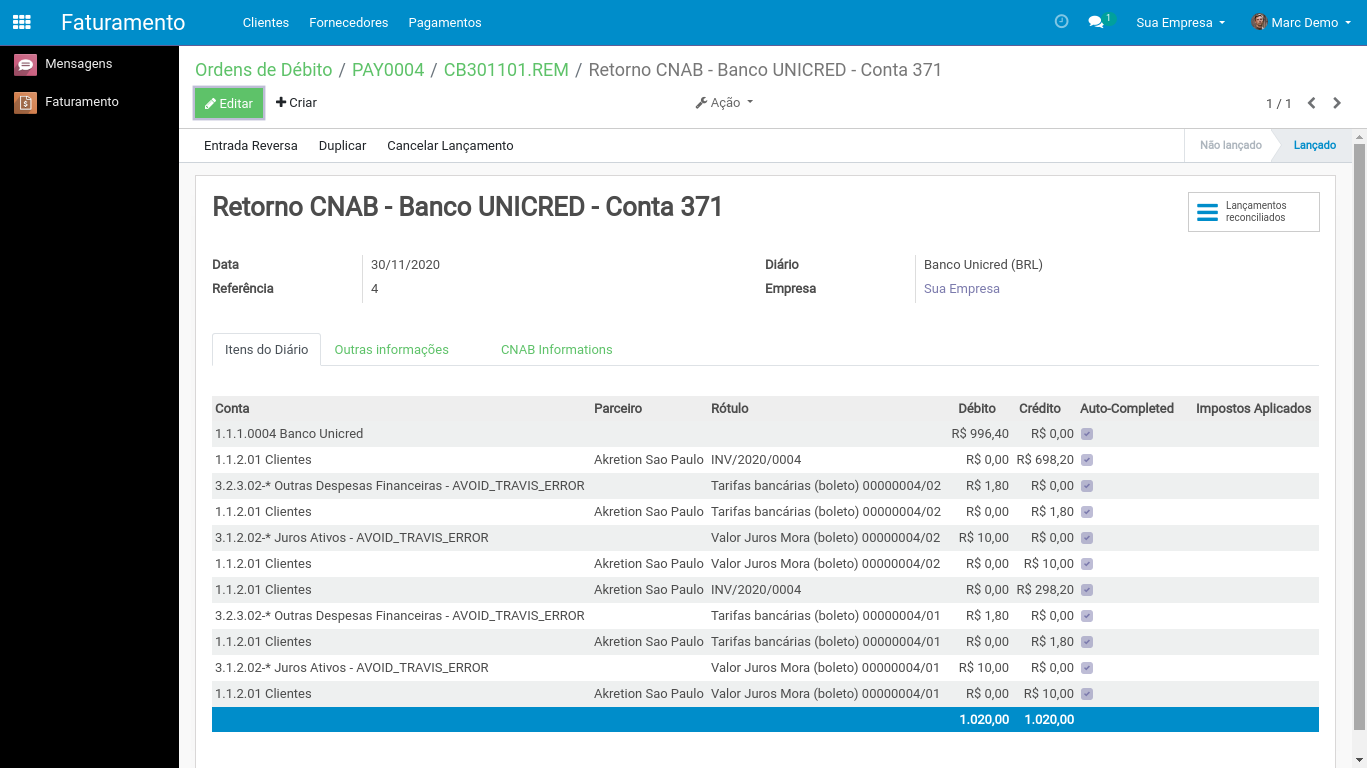 Faturamento Clientes Fornecedores Pagamentos 1 Sua Empresa Marc Demo
Mensagens
Faturamento
Ordens de Débito / PAY0004 / CB301101.REM / Retorno CNAB - Banco UNICRED - Conta 371
Editar Criar Ação 1 / 1
Entrada Reversa Duplicar Cancelar Lançamento Não lançado Lançado
Retorno CNAB - Banco UNICRED - Conta 371
Lançamentos
reconciliados
Data 30/11/2020 Diário Banco Unicred (BRL)
Referência 4 Empresa Sua Empresa
Itens do Diário Outras informações CNAB Informations
Conta Parceiro Rótulo Débito Crédito Auto-Completed Impostos Aplicados
1.1.1.0004 Banco Unicred R$ 996,40 R$ 0,00
1.1.2.01 Clientes Akretion Sao Paulo INV/2020/0004 R$ 0,00 R$ 698,20
3.2.3.02-* Outras Despesas Financeiras - AVOID_TRAVIS_ERROR Tarifas bancárias (boleto) 00000004/02 R$ 1,80 R$ 0,00
1.1.2.01 Clientes Akretion Sao Paulo Tarifas bancárias (boleto) 00000004/02 R$ 0,00 R$ 1,80
3.1.2.02-* Juros Ativos - AVOID_TRAVIS_ERROR Valor Juros Mora (boleto) 00000004/02 R$ 10,00 R$ 0,00
1.1.2.01 Clientes Akretion Sao Paulo Valor Juros Mora (boleto) 00000004/02 R$ 0,00 R$ 10,00
1.1.2.01 Clientes Akretion Sao Paulo INV/2020/0004 R$ 0,00 R$ 298,20
3.2.3.02-* Outras Despesas Financeiras - AVOID_TRAVIS_ERROR Tarifas bancárias (boleto) 00000004/01 R$ 1,80 R$ 0,00
1.1.2.01 Clientes Akretion Sao Paulo Tarifas bancárias (boleto) 00000004/01 R$ 0,00 R$ 1,80
3.1.2.02-* Juros Ativos - AVOID_TRAVIS_ERROR Valor Juros Mora (boleto) 00000004/01 R$ 10,00 R$ 0,00
1.1.2.01 Clientes Akretion Sao Paulo Valor Juros Mora (boleto) 00000004/01 R$ 0,00 R$ 10,00
1.020,00 1.020,00